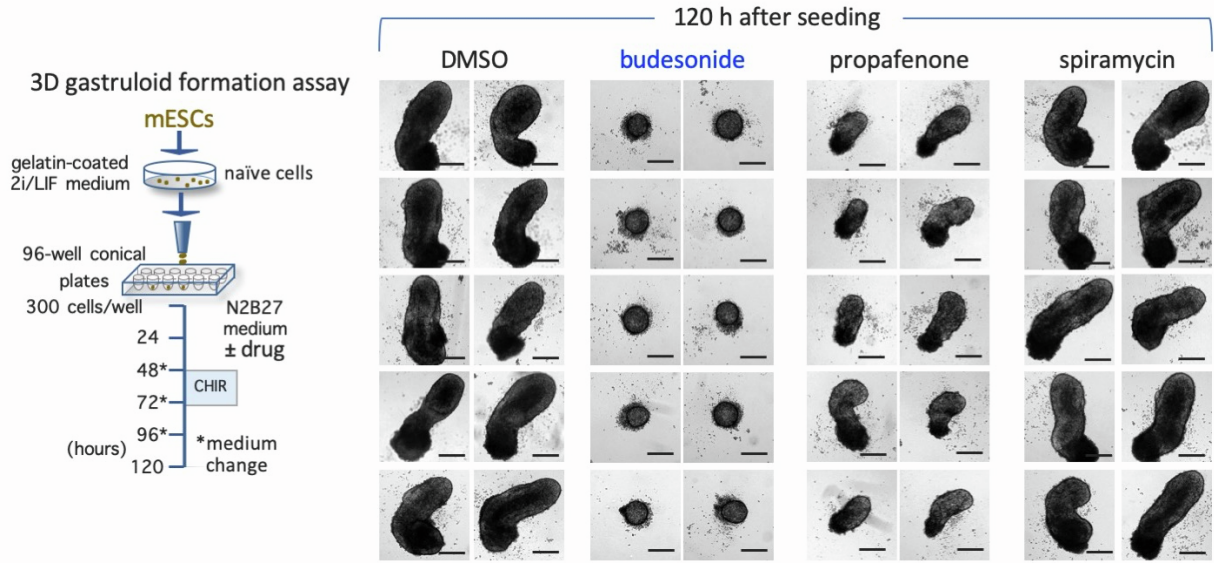 120 h after seeding
DMSO
budesonide
propafenone
spiramycin
3D gastruloid formation assay
mESCs
gelatin-coated
2i/LIF medium
naïve cells
96-well conical
plates
300 cells/well
N2B27
medium
± drug
24
48*
CHIR
72*
96*
*medium
change
(hours)
120